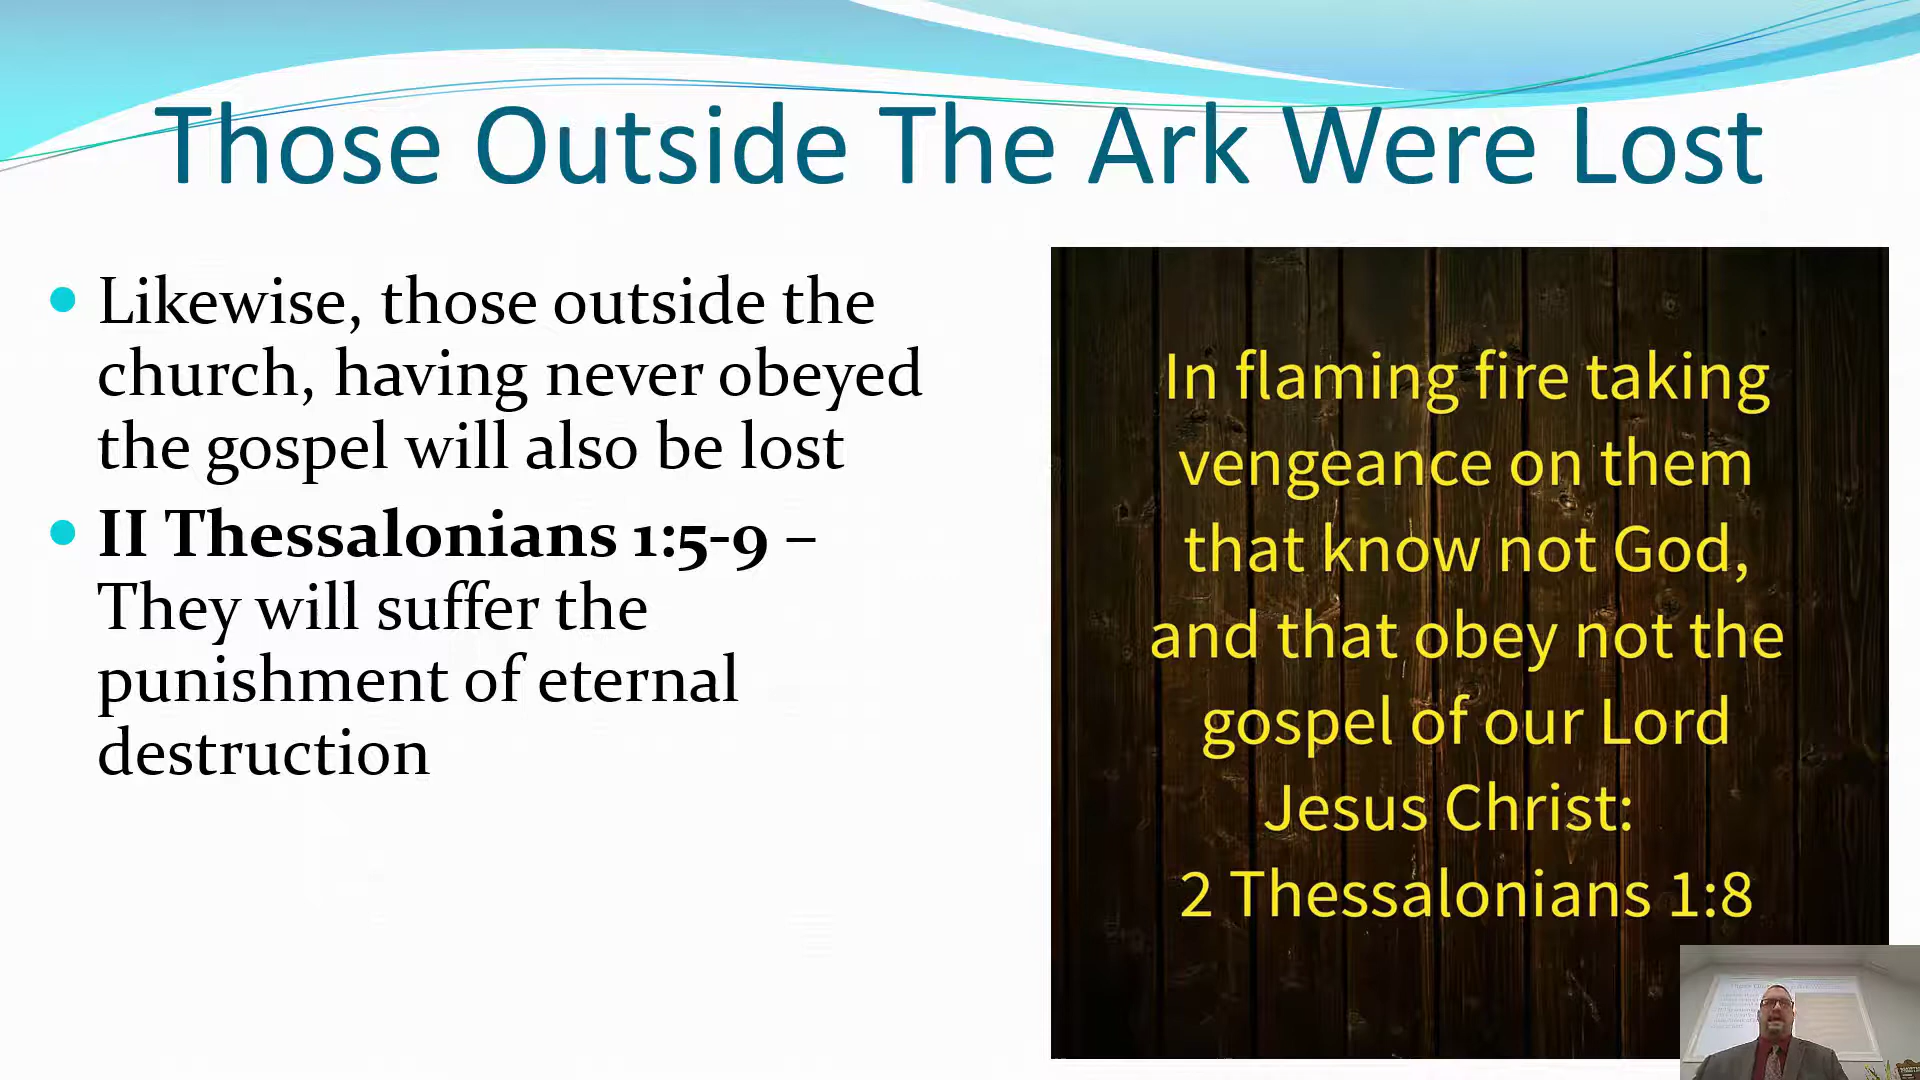 Those Outside The Ark Were Lost
Likewise, those outside the
church, having never obeyed
the gospel will also be lost
II Thessalonians 1:5-9 –
They will suffer the
punishment of eternal
destruction
In flaming fire taking
vengeance on them
that know not God,
and that obey not the
gospel of our Lord
Jesus Christ:
2 Thessalonians 1:8